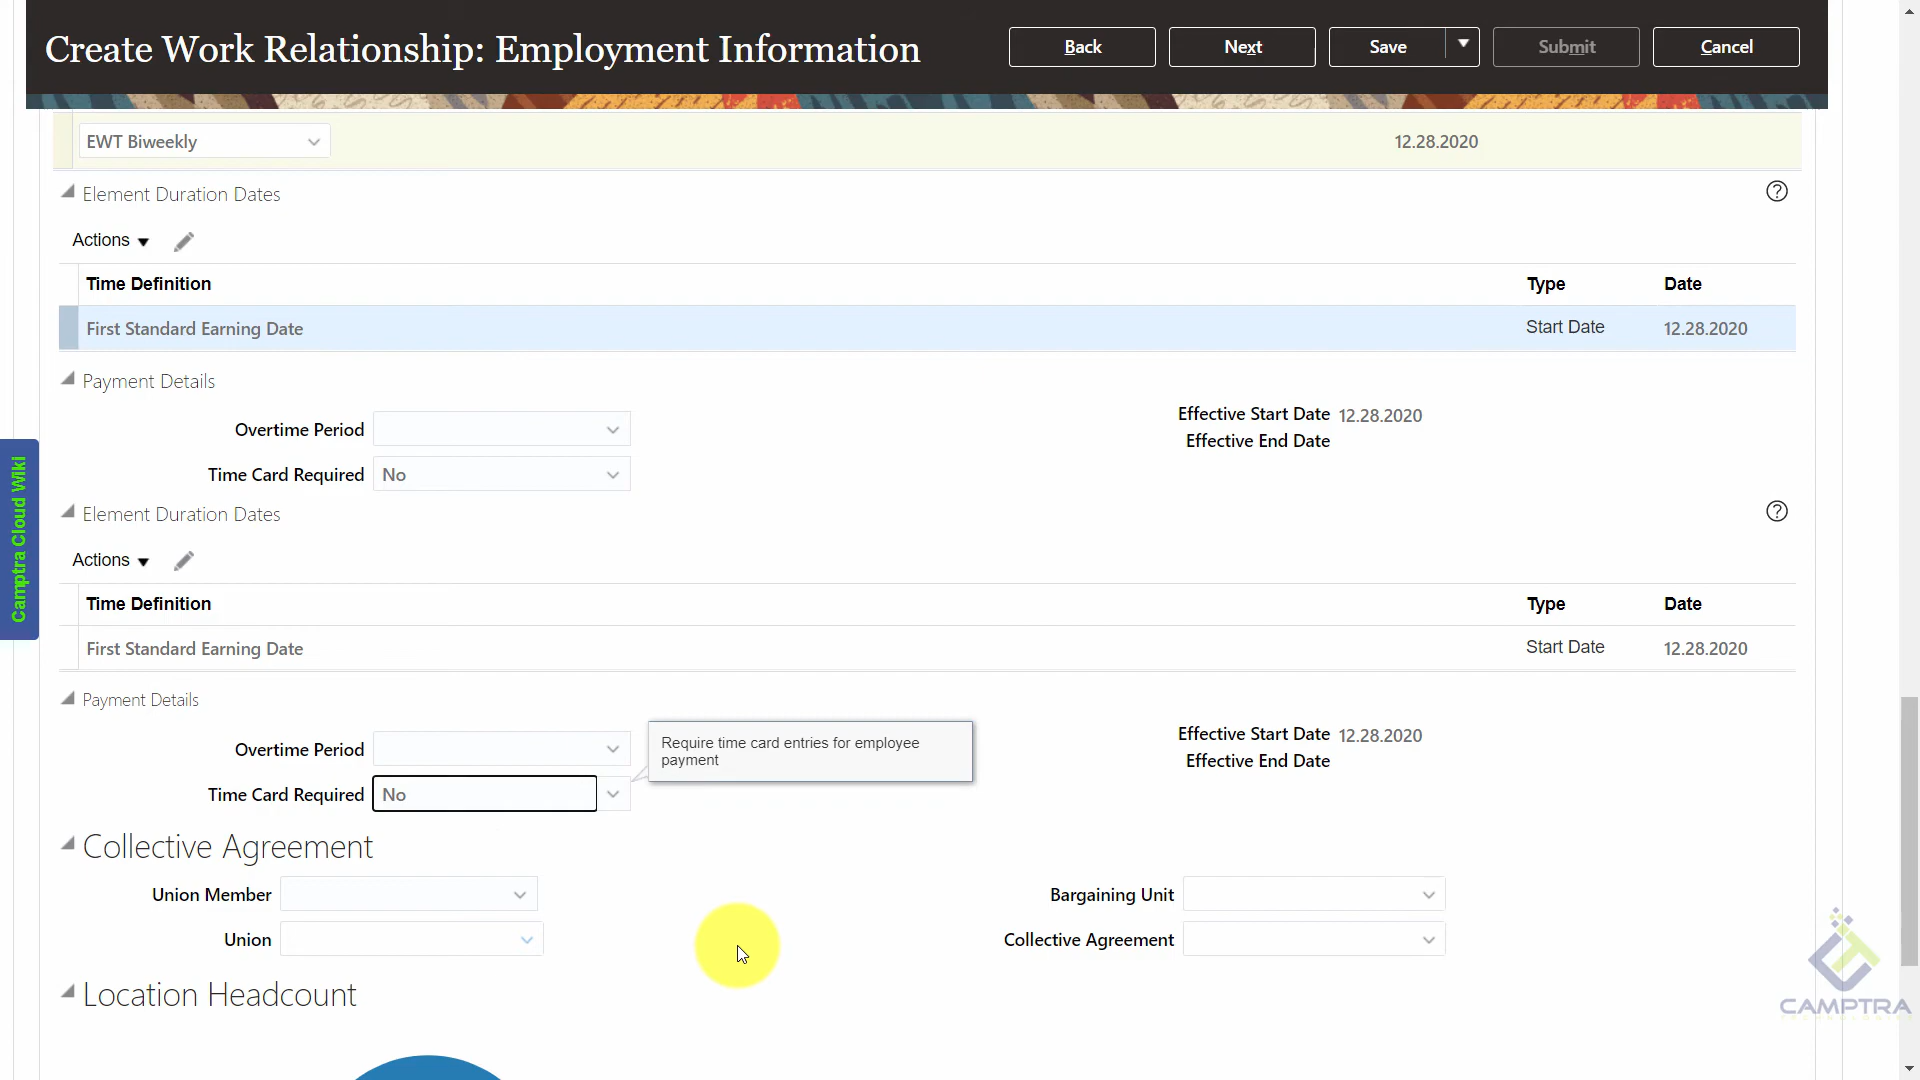 Create Work Relationship: Employment Information
Back
Next
Save
Submit
Cancel
EWT Biweekly
12.28.2020
Element Duration Dates
Actions
Time Definition
Type
Date
First Standard Earning Date
Start Date
12.28.2020
Payment Details
Overtime Period
Effective Start Date 12.28.2020
Effective End Date
Time Card Required No
Element Duration Dates
Actions
Time Definition
Type
Date
First Standard Earning Date
Start Date
12.28.2020
Payment Details
Overtime Period
Require time card entries for employee
payment
Effective Start Date 12.28.2020
Effective End Date
Time Card Required No
Collective Agreement
Union Member
Bargaining Unit
Union
Collective Agreement
Location Headcount
Camptra Cloud Wiki
CAMPTRA